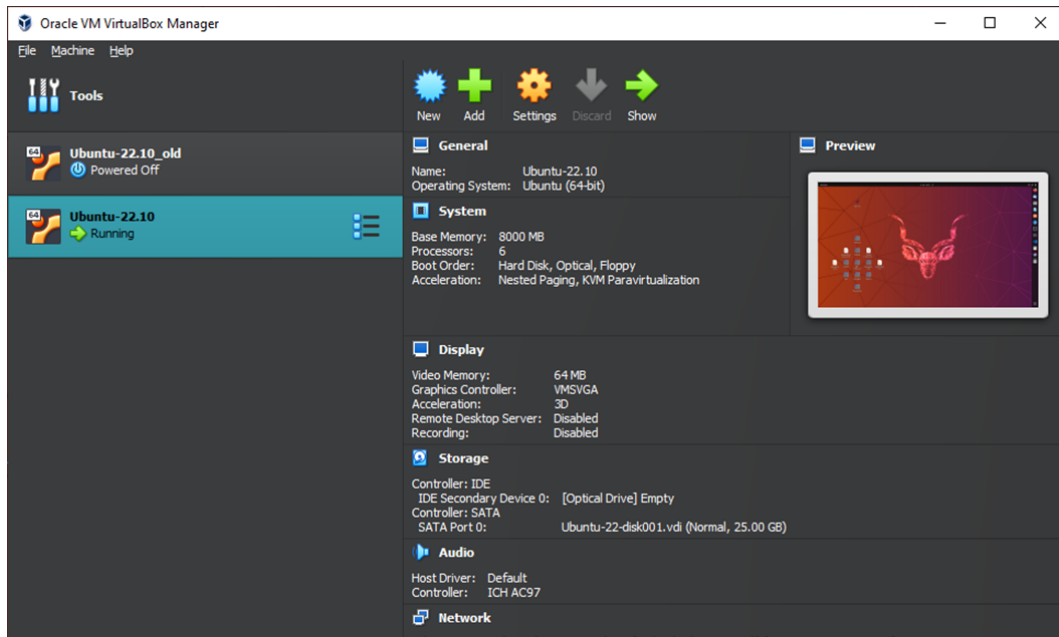 Oracle VM VirtualBox Manager
File Machine Help
Tools
New Add Settings Discard Show
64
Ubuntu-22.10_old
Powered Off
64
Ubuntu-22.10
Running
General
Name: Ubuntu-22.10
Operating System: Ubuntu (64-bit)
Preview
System
Base Memory: 8000 MB
Processors: 6
Boot Order: Hard Disk, Optical, Floppy
Acceleration: Nested Paging, KVM Paravirtualization
Display
Video Memory: 64 MB
Graphics Controller: VMSVGA
Acceleration: 3D
Remote Desktop Server: Disabled
Recording: Disabled
Storage
Controller: IDE
IDE Secondary Device 0: [Optical Drive] Empty
Controller: SATA
SATA Port 0: Ubuntu-22-disk001.vdi (Normal, 25.00 GB)
Audio
Host Driver: Default
Controller: ICH AC97
Network